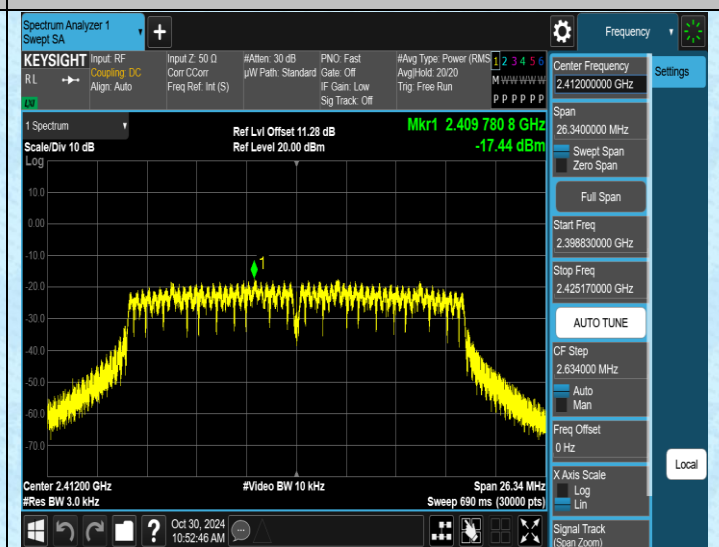 Spectrum Analyzer 1
Swept SA
+
Frequency
KEYSIGHT
RL
LXI
Input: RF
Coupling: DC
Align: Auto
Input Z: 50 Ω
Corr CCorr
Freq Ref: Int (S)
#Atten: 30 dB
µW Path: Standard
PNO: Fast
Gate: Off
IF Gain: Low
Sig Track: Off
#Avg Type: Power (RMS
Avg|Hold: 20/20
Trig: Free Run
1 2 3 4 5 6
M W W W W W
P P P P P P
1 Spectrum
Scale/Div 10 dB
Log
Ref Lvl Offset 11.28 dB
Ref Level 20.00 dBm
Mkr1 2.409 780 8 GHz
-17.44 dBm
10.0
0.00
-10.0
-20.0
-30.0
-40.0
-50.0
-60.0
-70.0
1
Center 2.41200 GHz
#Res BW 3.0 kHz
#Video BW 10 kHz
Span 26.34 MHz
Sweep 690 ms (30000 pts)
Center Frequency
2.412000000 GHz
Span
26.3400000 MHz
Swept Span
Zero Span
Full Span
Start Freq
2.398830000 GHz
Stop Freq
2.425170000 GHz
AUTO TUNE
CF Step
2.634000 MHz
Auto
Man
Freq Offset
0 Hz
X Axis Scale
Log
Lin
Signal Track
(Span Zoom)
Settings
Local
?
Oct 30, 2024
10:52:46 AM